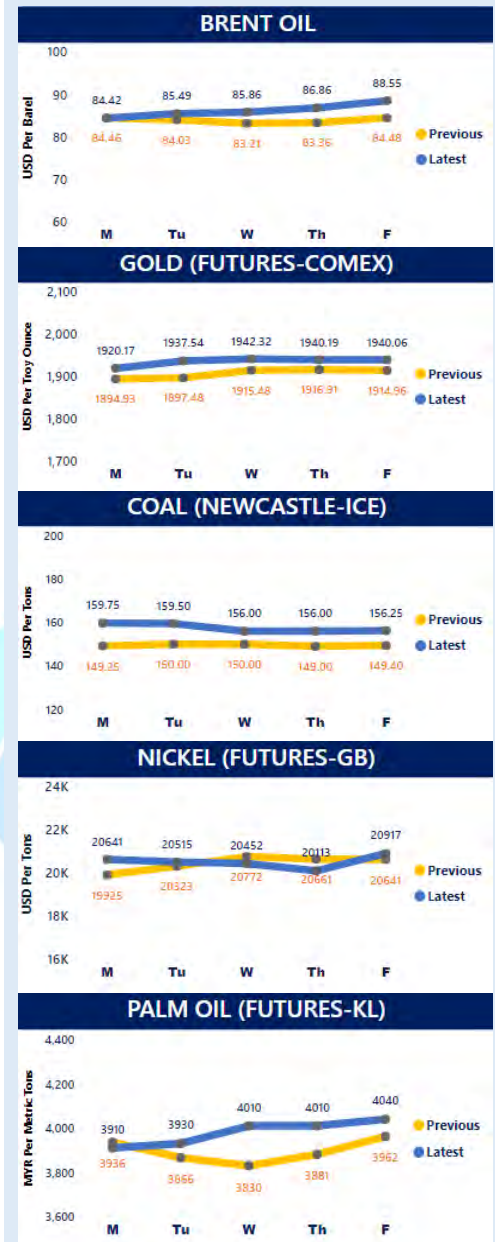 BRENT OIL
100
90
80
70
60
USD Per Barel
84.42 85.49 85.86 86.86 88.55
84.46 84.03 83.21 83.36 84.48
Previous
Latest
M Tu W Th F
GOLD (FUTURES-COMEX)
2,100
2,000
1,900
1,800
1,700
USD Per Troy Ounce
1920.17 1937.54 1942.32 1940.19 1940.06
1894.93 1897.48 1915.48 1916.91 1914.96
Previous
Latest
M Tu W Th F
COAL (NEWCASTLE-ICE)
200
180
160
140
120
USD Per Tons
159.75 159.50 156.00 156.00 156.25
149.25 150.00 150.00 149.00 149.40
Previous
Latest
M Tu W Th F
NICKEL (FUTURES-GB)
24K
22K
20K
18K
16K
USD Per Tons
20641 20515 20452 20113 20917
19925 20323 20772 20661 20641
Previous
Latest
M Tu W Th F
PALM OIL (FUTURES-KL)
4,400
4,200
4,000
3,800
3,600
MYR Per Metric Tons
3910 3930 4010 4010 4040
3936 3866 3830 3881 3962
Previous
Latest
M Tu W Th F